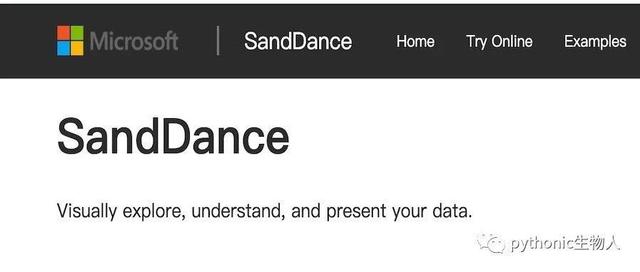 Microsoft | SandDance Home Try Online Examples
SandDance
Visually explore, understand, and present your data.
pythonic生物人